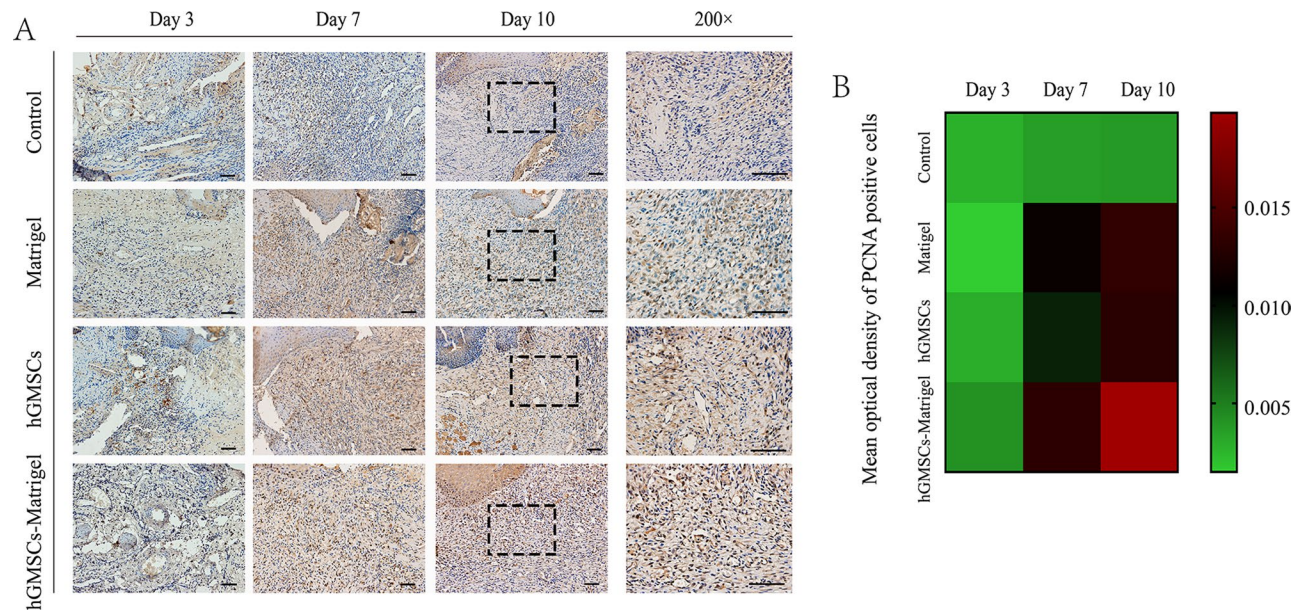 A
Day 3
Day 7
Day 10
200×
Control
Matrigel
hGMSCs
hGMSCs-Matrigel
B
Day 3
Day 7
Day 10
Mean optical density of PCNA positive cells
Control
Matigel
hGMSCs
hGMSCs-Matrigel
0.015
0.010
0.005